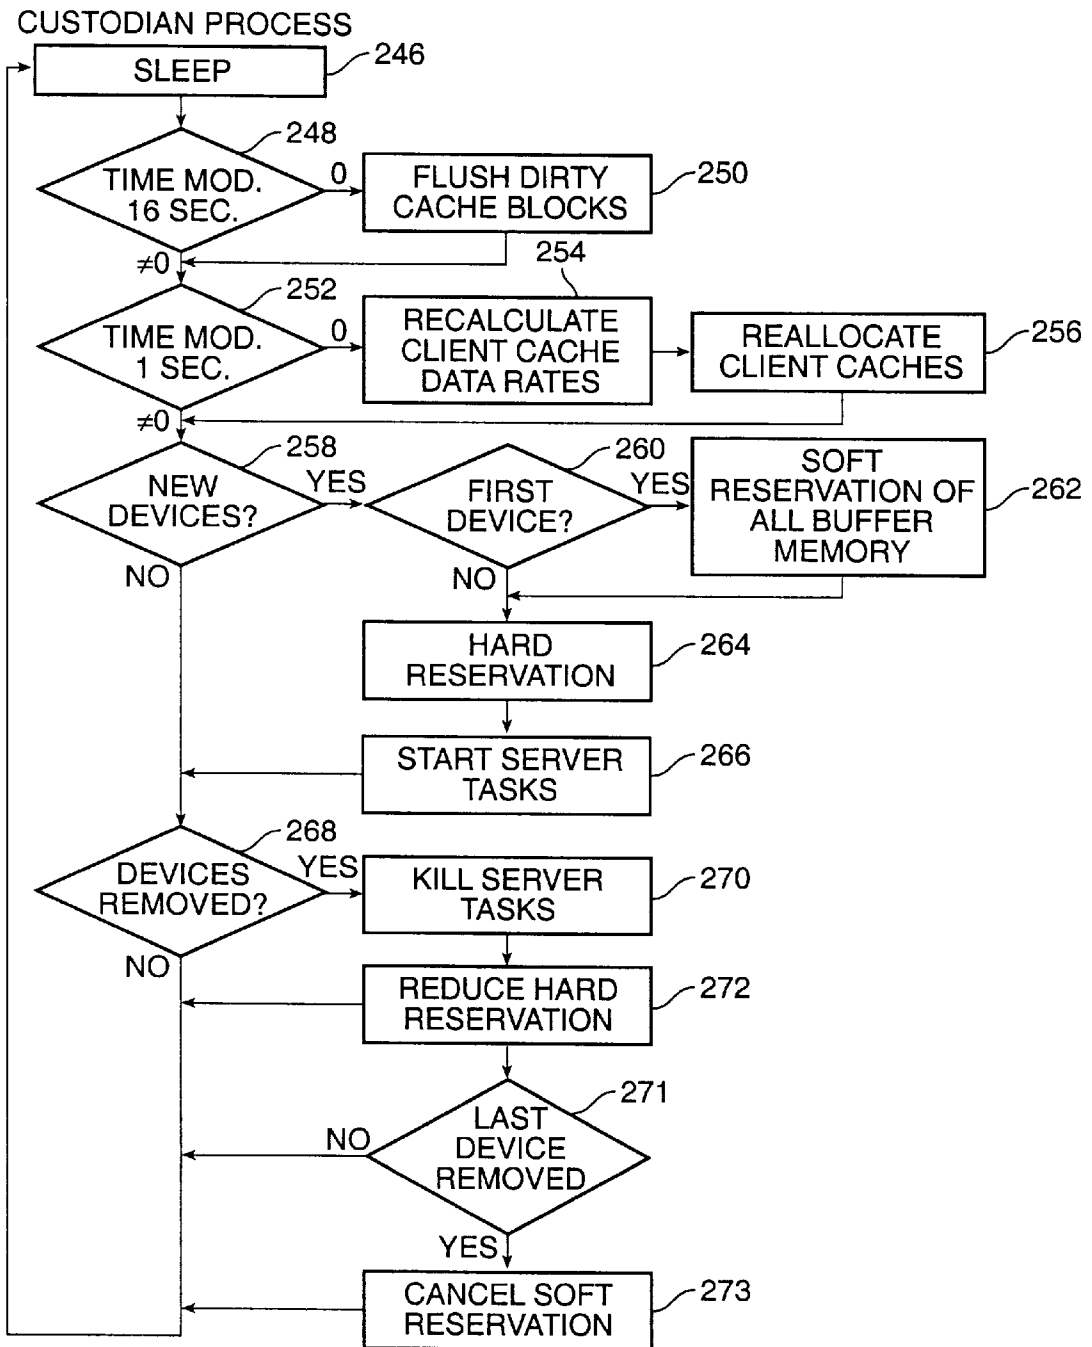 CUSTODIAN PROCESS
SLEEP
246
248
TIME MOD.
16 SEC.
0
≠0
FLUSH DIRTY
CACHE BLOCKS
250
252
TIME MOD.
1 SEC.
0
≠0
254
RECALCULATE
CLIENT CACHE
DATA RATES
REALLOCATE
CLIENT CACHES
256
258
NEW
DEVICES?
YES
NO
260
FIRST
DEVICE?
YES
NO
SOFT
RESERVATION OF
ALL BUFFER
MEMORY
262
HARD
RESERVATION
264
START SERVER
TASKS
266
268
DEVICES
REMOVED?
YES
NO
KILL SERVER
TASKS
270
REDUCE HARD
RESERVATION
272
271
LAST
DEVICE
REMOVED
NO
YES
CANCEL SOFT
RESERVATION
273